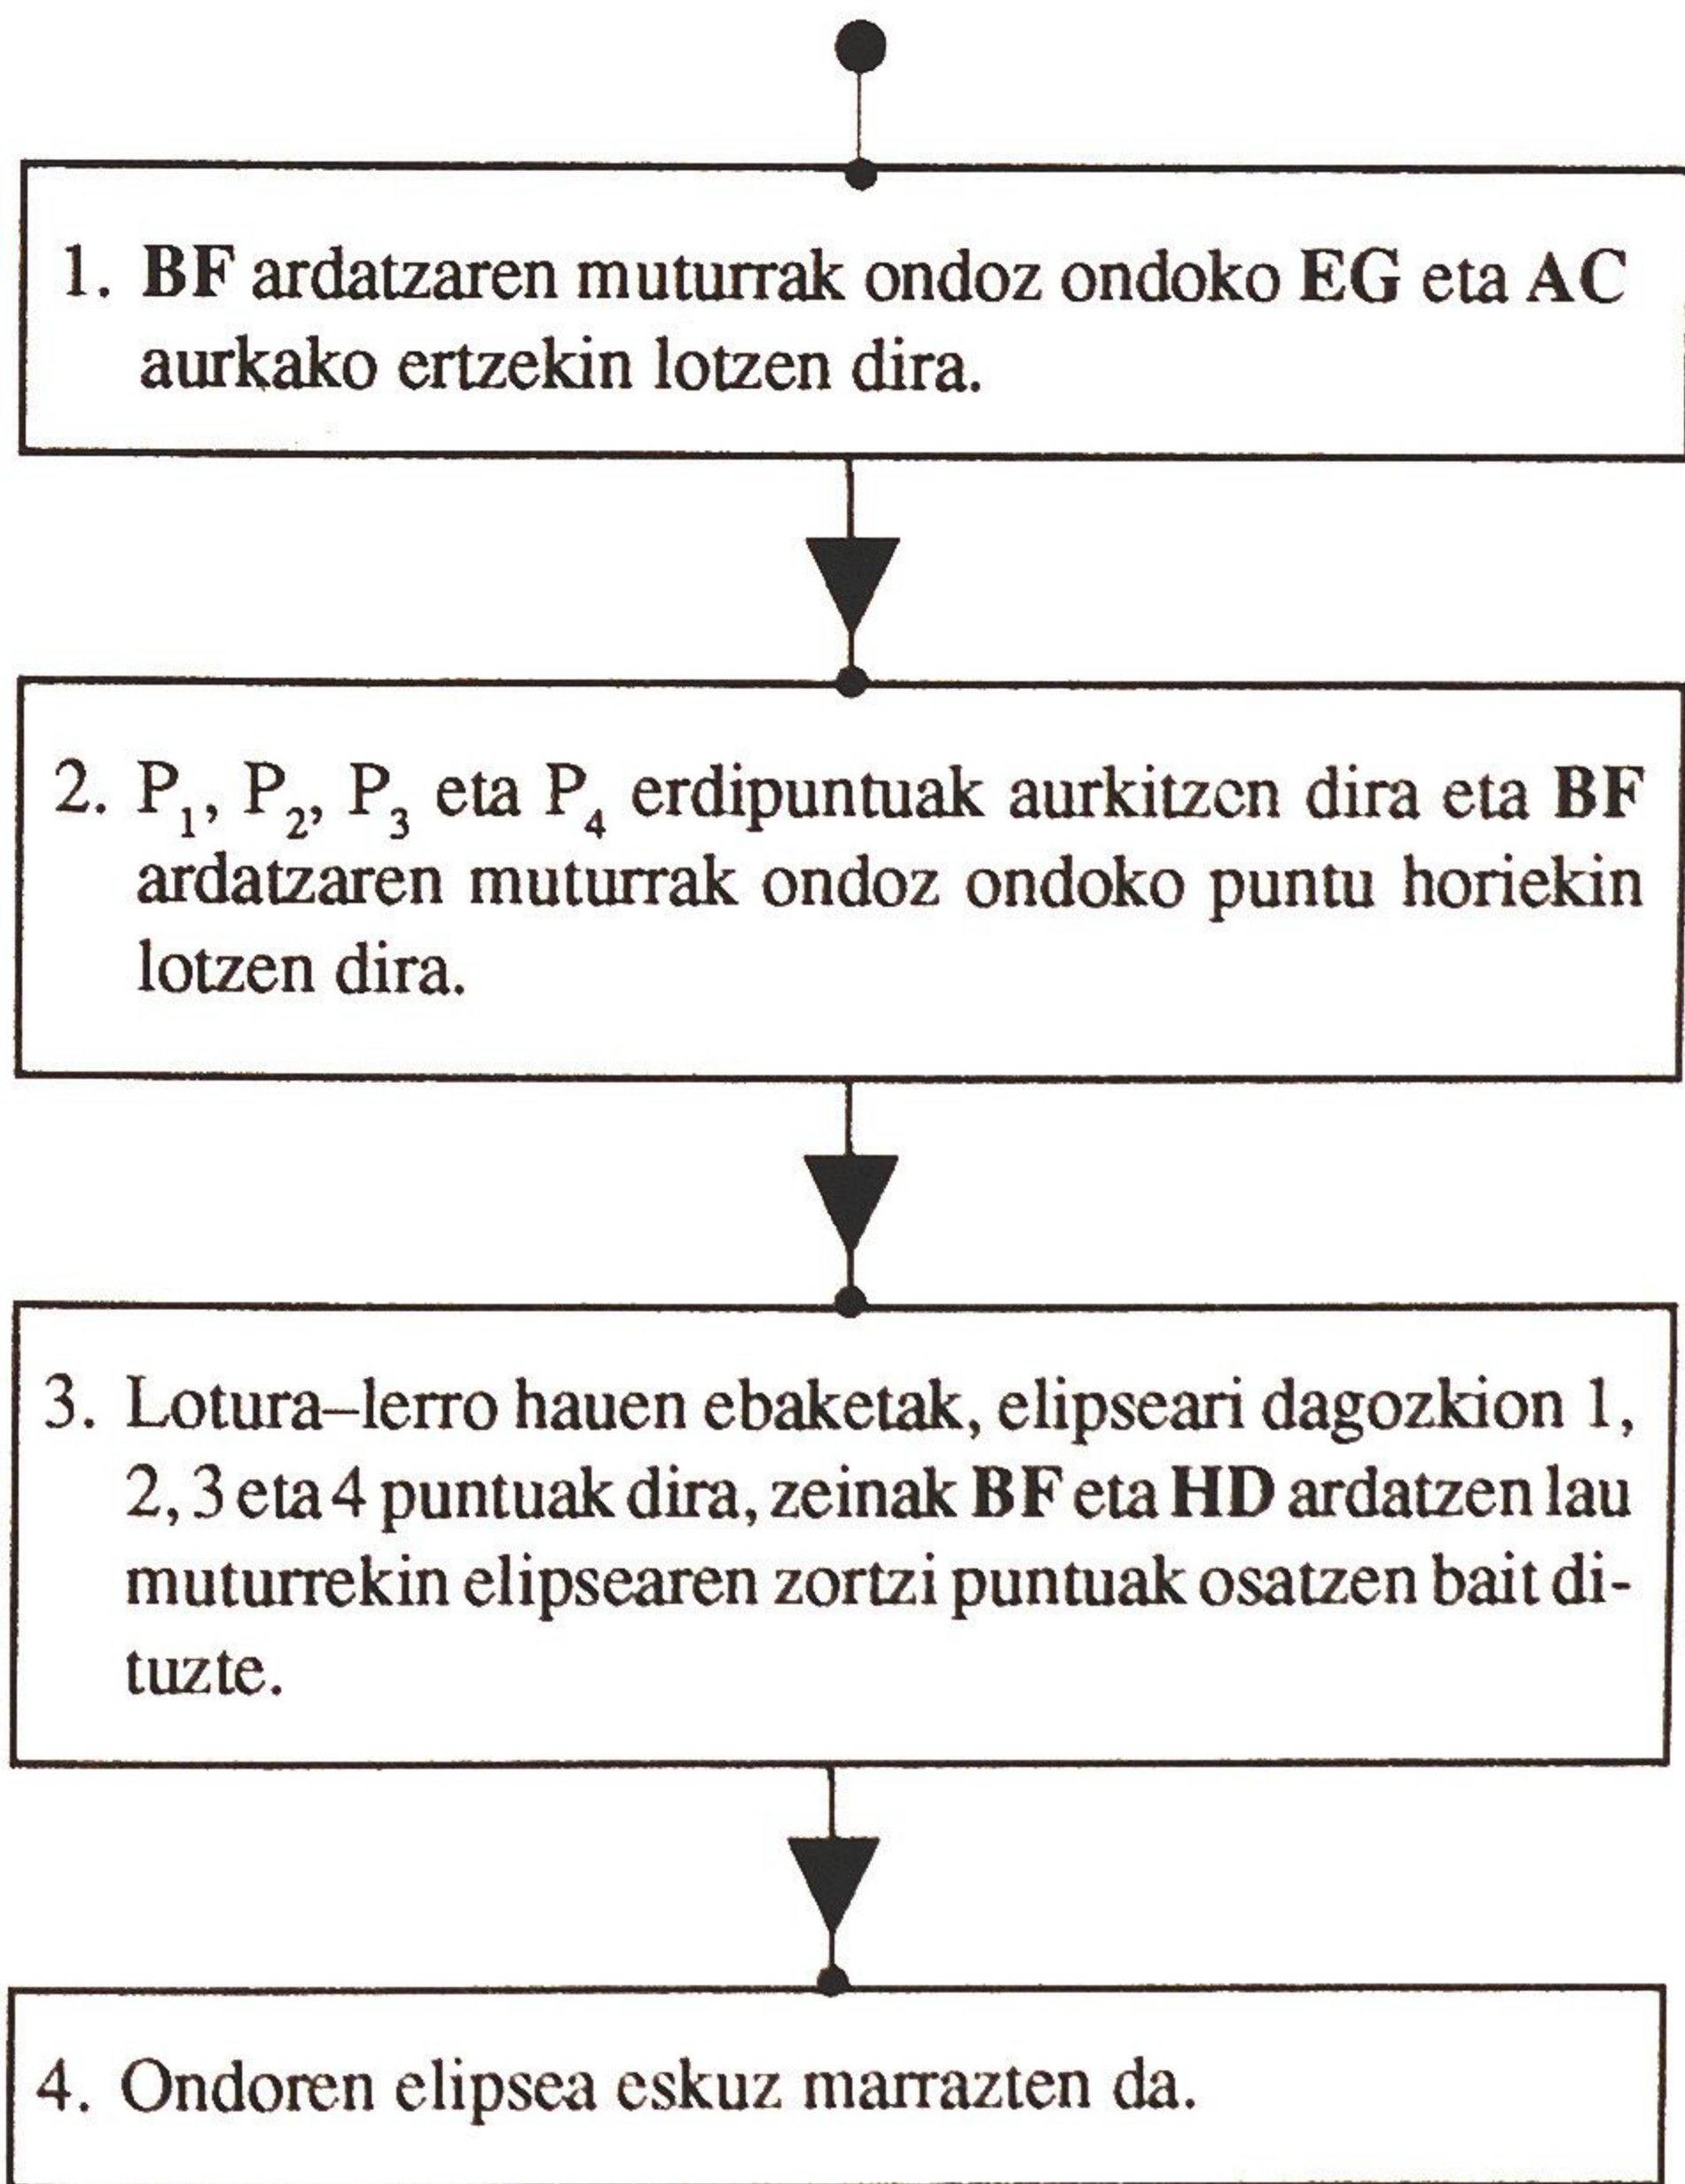 1. BF ardatzaren muturrak ondoz ondoko EG eta AC
aurkako ertzekin lotzen dira.
2. P₁, P₂, P₃ eta P₄ erdipuntuak aurkitzen dira eta BF
ardatzaren muturrak ondoz ondoko puntu horiekin
lotzen dira.
3. Lotura–lerro hauen ebaketak, elipseari dagozkion 1,
2, 3 eta 4 puntuak dira, zeinak BF eta HD ardatzen lau
muturrekin elipsearen zortzi puntuak osatzen bait di-
tuzte.
4. Ondoren elipsea eskuz marrazten da.